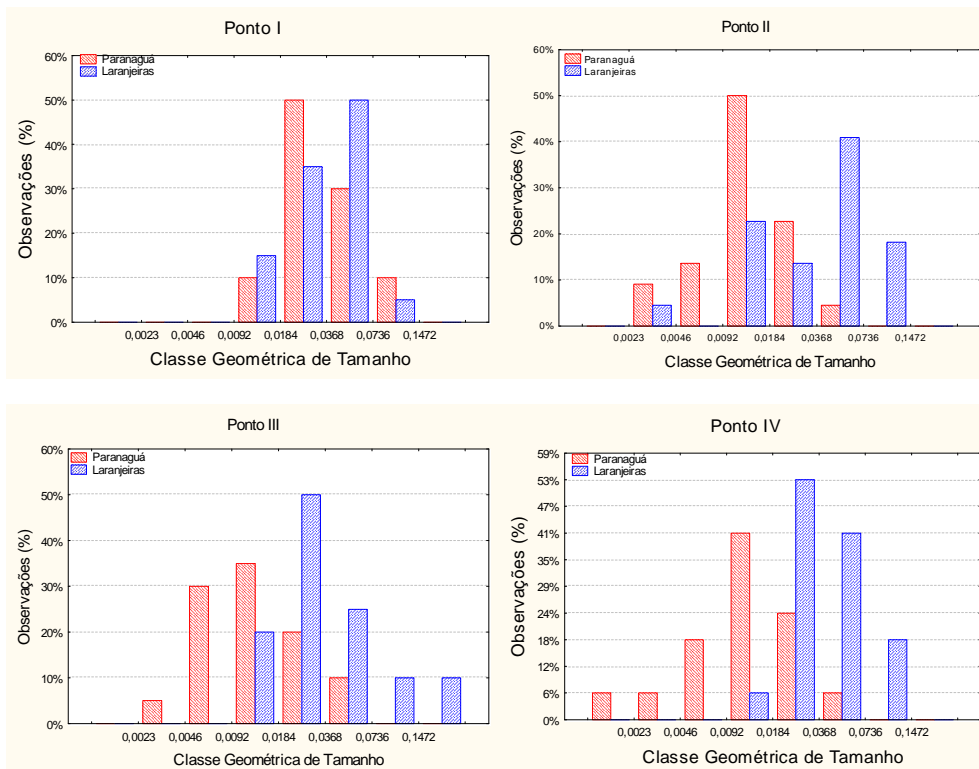 Ponto I
Paranaguá
Laranjeiras
60%
50%
40%
30%
20%
10%
0%
Observações (%)
0,0023 0,0046 0,0092 0,0184 0,0368 0,0736 0,1472
Classe Geométrica de Tamanho
Ponto II
Paranaguá
Laranjeiras
60%
50%
40%
30%
20%
10%
0%
Observações (%)
0,0023 0,0046 0,0092 0,0184 0,0368 0,0736 0,1472
Classe Geométrica de Tamanho
Ponto III
Paranaguá
Laranjeiras
60%
50%
40%
30%
20%
10%
0%
Observações (%)
0,0023 0,0046 0,0092 0,0184 0,0368 0,0736 0,1472
Classe Geométrica de Tamanho
Ponto IV
Paranaguá
Laranjeiras
59%
53%
47%
41%
35%
29%
24%
18%
12%
6%
0%
Observações (%)
0,0023 0,0046 0,0092 0,0184 0,0368 0,0736 0,1472
Classe Geométrica de Tamanho